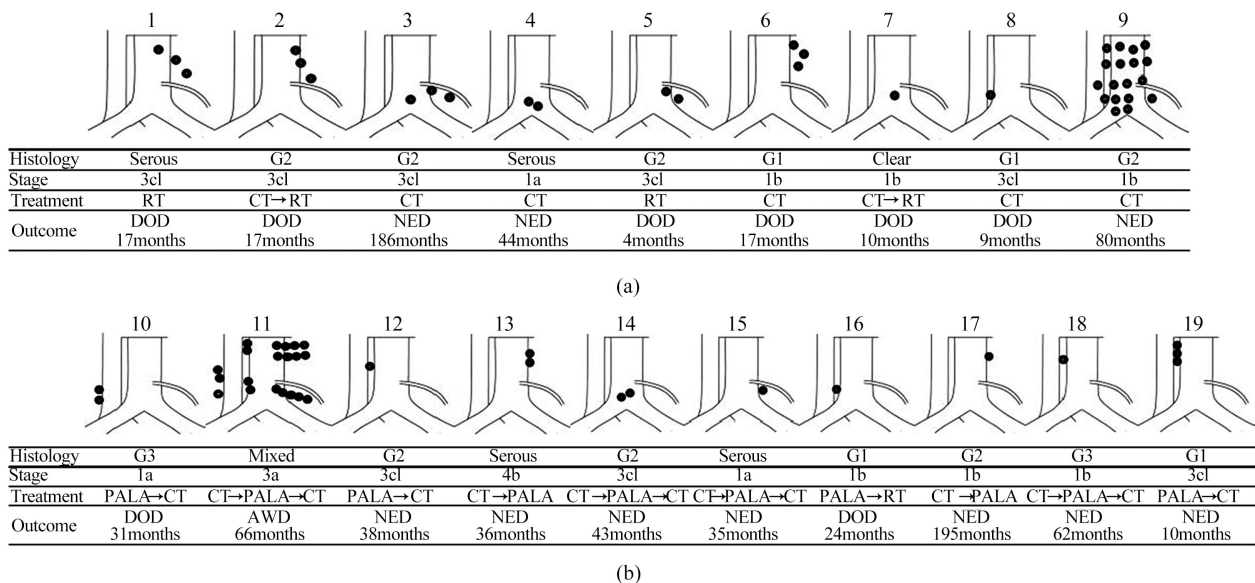 1 2 3 4 5 6 7 8 9
Histology Serous G2 G2 Serous G2 G1 Clear G1 G2
Stage 3cl 3cl 3cl 1a 3cl 1b 1b 3cl 1b
Treatment RT CT→RT CT CT RT CT CT→RT CT CT
Outcome DOD DOD NED NED DOD DOD DOD DOD NED
17months 17months 186months 44months 4months 17months 10months 9months 80months
(a)
10 11 12 13 14 15 16 17 18 19
Histology G3 Mixed G2 Serous G2 Serous G1 G2 G3 G1
Stage 1a 3a 3cl 4b 3cl 1a 1b 1b 1b 3cl
Treatment PALA→CT CT→PALA→CT PALA→CT CT→PALA CT→PALA→CT CT→PALA→CT PALA→RT CT→PALA CT→PALA→CT PALA→CT
Outcome DOD AWD NED NED NED NED DOD NED NED NED
31months 66months 38months 36months 43months 35months 24months 195months 62months 10months
(b)